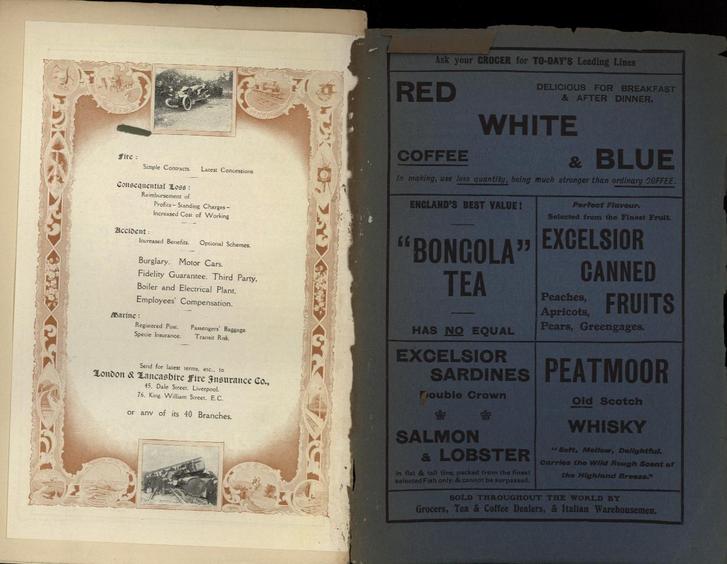 Fire:
Simple Contracts. Latest Concessions
Consequential Loss:
Reimbursement of
Profits – Standing Charges –
Increased Cost of Working
Accident:
Increased Benefits. Optional Schemes.
Burglary. Motor Cars.
Fidelity Guarantee. Third Party,
Boiler and Electrical Plant,
Employees' Compensation.
Marine:
Registered Post. Passengers' Baggage
Specie Insurance. Transit Risk.
Send for latest terms, etc., to
London & Lancashire Fire Insurance Co.,
45, Dale Street, Liverpool.
76, King William Street, E.C.
or any of its 40 Branches.
Ask your GROCER for TO-DAY'S Leading Lines
RED
DELICIOUS FOR BREAKFAST
& AFTER DINNER.
WHITE
COFFEE & BLUE
In making, use less quantity, being much stronger than ordinary COFFEE.
ENGLAND'S BEST VALUE!
"BONGOLA"
TEA
HAS NO EQUAL
Perfect Flavour.
Selected from the Finest Fruit.
EXCELSIOR
CANNED
Peaches, FRUITS
Apricots,
Pears, Greengages.
EXCELSIOR
SARDINES
Double Crown
SALMON
& LOBSTER
In flat & tall tins, packed from the finest
selected Fish only, & cannot be surpassed.
PEATMOOR
Old Scotch
WHISKY
"Soft, Mellow, Delightful.
Carries the Wild Rough Scent of
the Highland Breeze."
SOLD THROUGHOUT THE WORLD BY
Grocers, Tea & Coffee Dealers, & Italian Warehousemen.